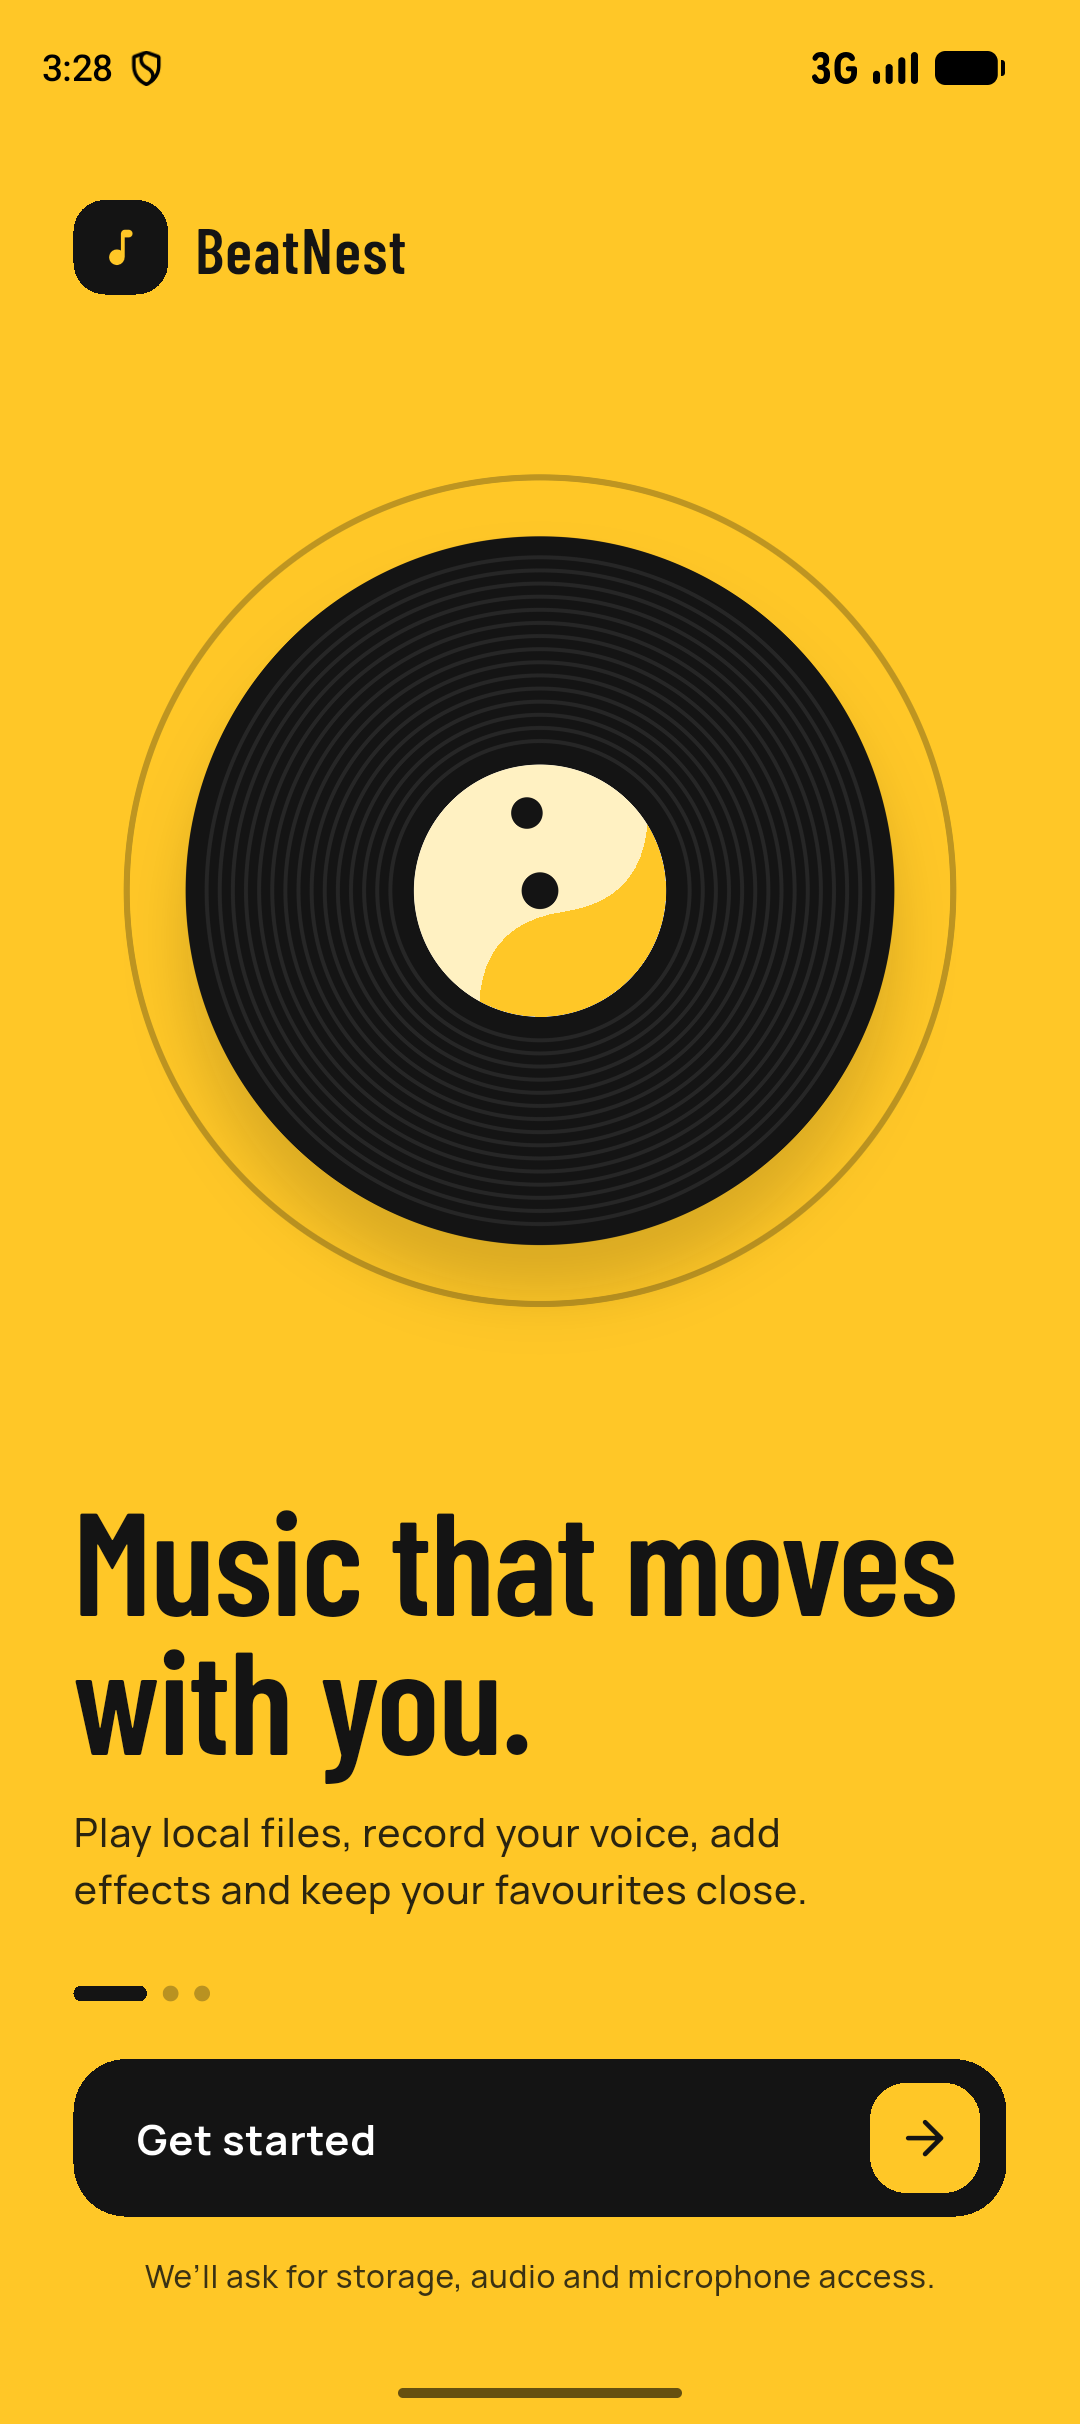 3:28
3G
BeatNest
Music that moves
with you.
Play local files, record your voice, add
effects and keep your favourites close.
Get started
We’ll ask for storage, audio and microphone access.